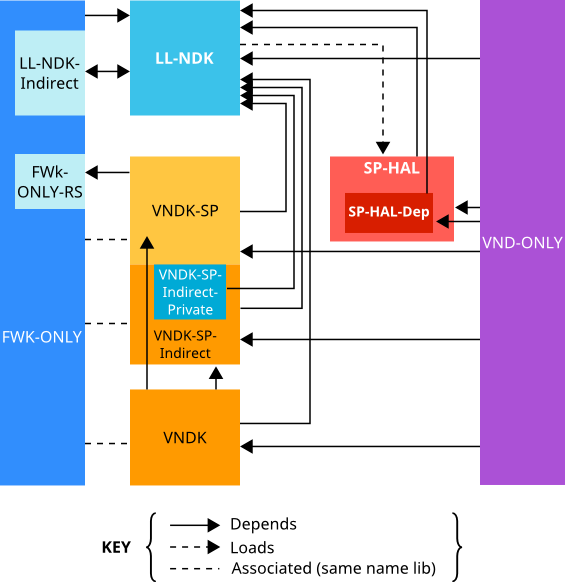 LL-NDK
LL-NDK-
Indirect
FWk-
ONLY-RS
SP-HAL
SP-HAL-Dep
VNDK-SP
VND-ONLY
VNDK-SP-
Indirect-
Private
FWK-ONLY
VNDK-SP-
Indirect
VNDK
KEY
Depends
Loads
Associated (same name lib)